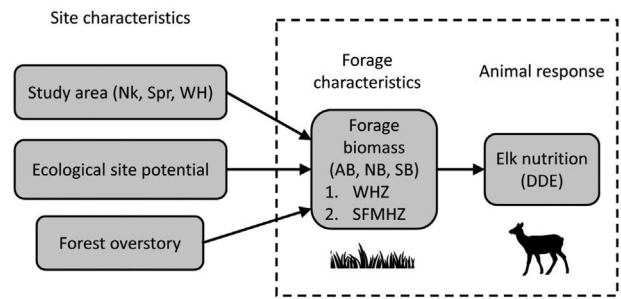 Site characteristics
Study area (Nk, Spr, WH)
Ecological site potential
Forest overstory
Forage
characteristics
Forage
biomass
(AB, NB, SB)
1. WHZ
2. SFMHZ
Animal response
Elk nutrition
(DDE)